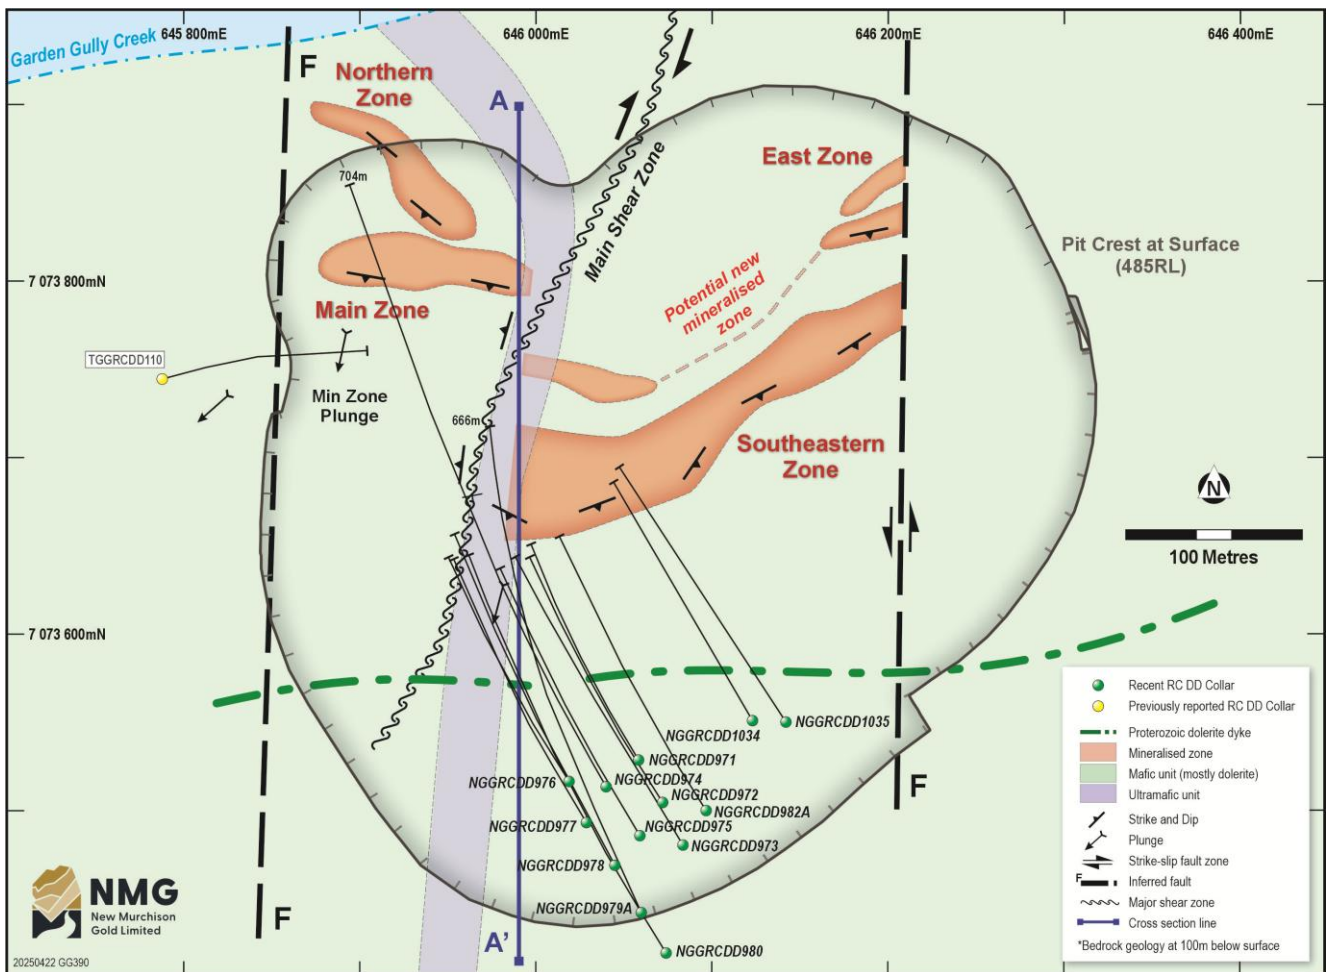 645 800mE
646 000mE
646 200mE
646 400mE
Garden Gully Creek
F
Northern
Zone
A
Main Shear Zone
East Zone
704m
Pit Crest at Surface
(485RL)
7 073 800mN
Potential new
mineralised
zone
Main Zone
TGGRCDD110
Min Zone
Plunge
666m
Southeastern
Zone
N
100 Metres
7 073 600mN
NGGRCDD1034
NGGRCDD1035
NGGRCDD971
NGGRCDD976
NGGRCDD974
NGGRCDD972
NGGRCDD982A
NGGRCDD977
NGGRCDD975
NGGRCDD973
NGGRCDD978
NGGRCDD979A
NGGRCDD980
F
F
A'
Recent RC DD Collar
Previously reported RC DD Collar
Proterozoic dolerite dyke
Mineralised zone
Mafic unit (mostly dolerite)
Ultramafic unit
Strike and Dip
Plunge
Strike-slip fault zone
F
Inferred fault
Major shear zone
Cross section line
*Bedrock geology at 100m below surface
NMG
New Murchison
Gold Limited
20250422 GG390